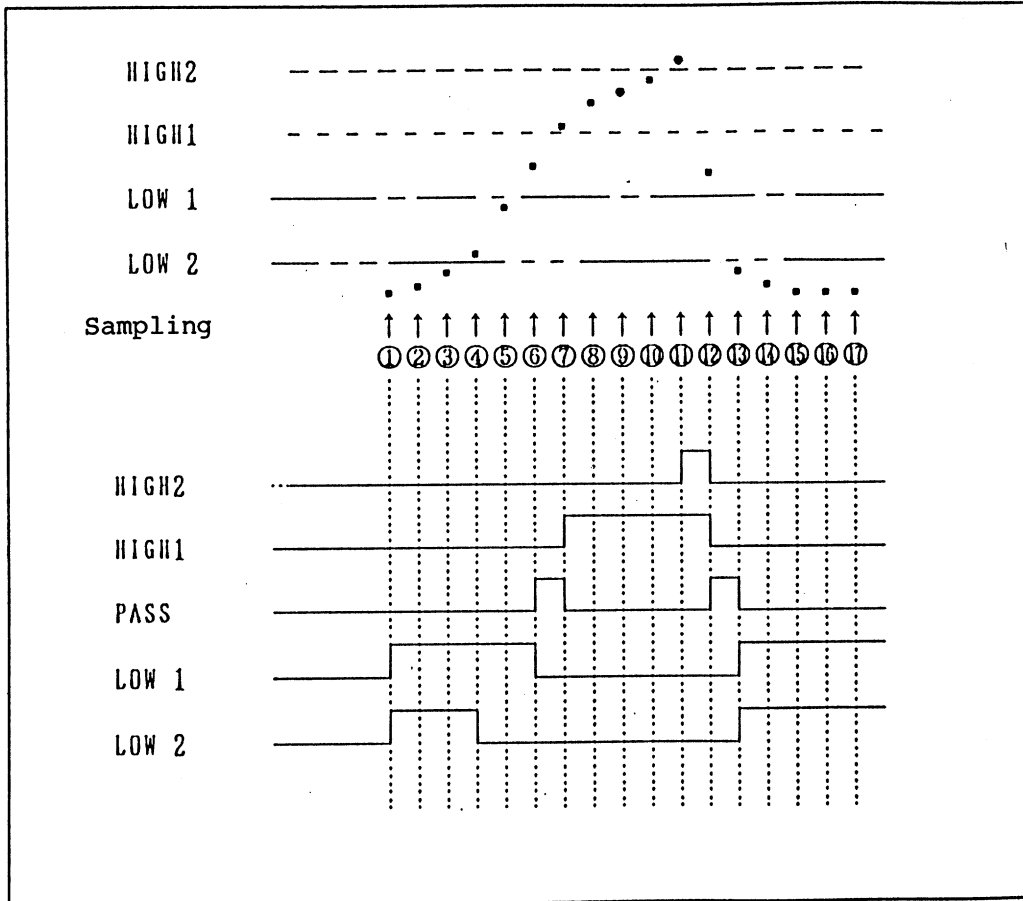 HIGH2
HIGH1
LOW 1
LOW 2
Sampling
①②③④⑤⑥⑦⑧⑨⑩⑪⑫⑬⑭⑮⑯⑰
HIGH2
HIGH1
PASS
LOW 1
LOW 2